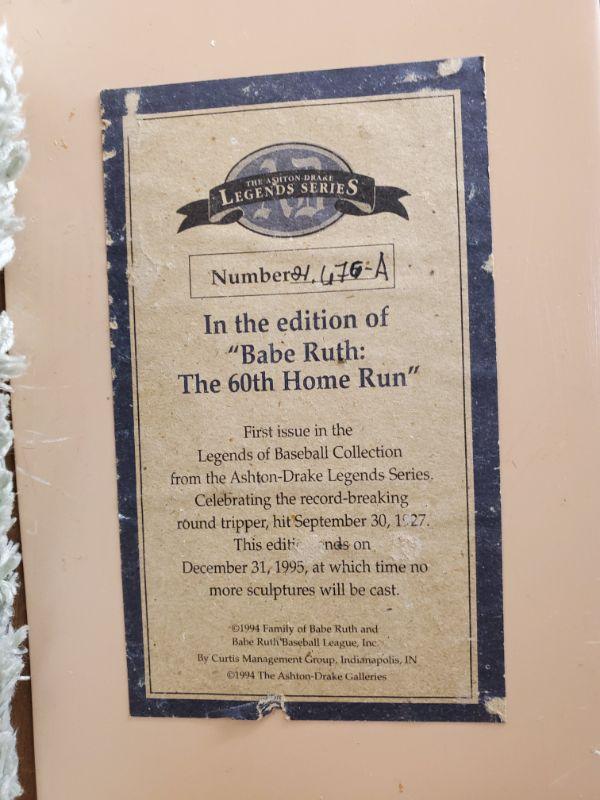 THE ASHTON-DRAKE
LEGENDS SERIES
Number
In the edition of
"Babe Ruth:
The 60th Home Run"
First issue in the
Legends of Baseball Collection
from the Ashton-Drake Legends Series.
Celebrating the record-breaking
round tripper, hit September 30, 1927.
This edition ends on
December 31, 1995, at which time no
more sculptures will be cast.
©1994 Family of Babe Ruth and
Babe Ruth Baseball League, Inc.
By Curtis Management Group, Indianapolis, IN
©1994 The Ashton-Drake Galleries